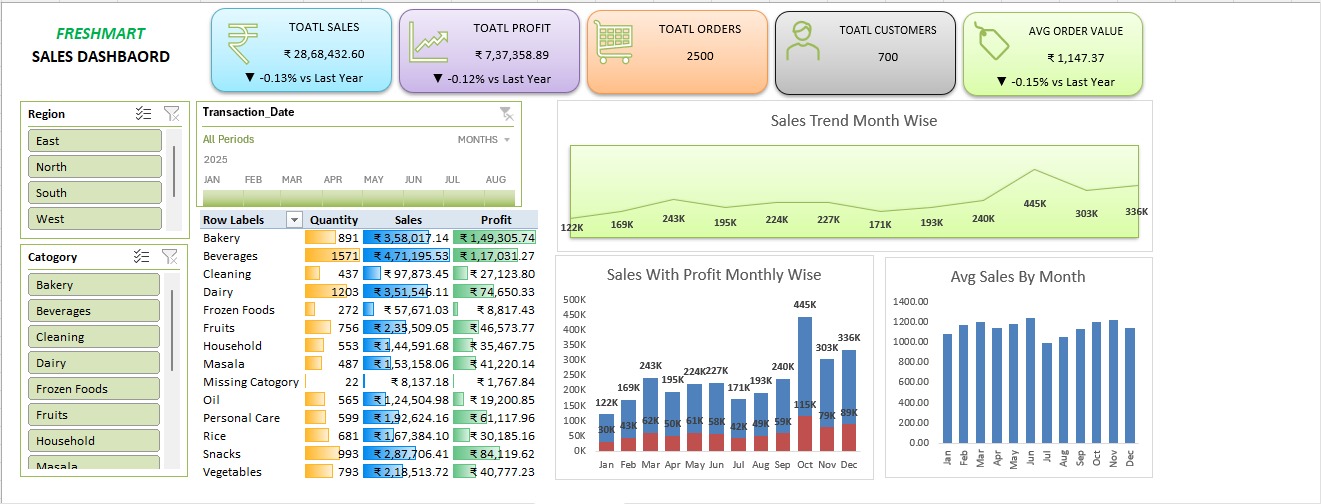 FRESHMART
SALES DASHBAORD
TOATL SALES
₹ 28,68,432.60
▼ -0.13% vs Last Year
TOATL PROFIT
₹ 7,37,358.89
▼ -0.12% vs Last Year
TOATL ORDERS
2500
TOATL CUSTOMERS
700
AVG ORDER VALUE
₹ 1,147.37
▼ -0.15% vs Last Year
Region
East
North
South
West
Catogory
Bakery
Beverages
Cleaning
Dairy
Frozen Foods
Fruits
Household
Masala
Transaction_Date
All Periods MONTHS
2025
JAN FEB MAR APR MAY JUN JUL AUG
Row Labels Quantity Sales Profit
Bakery 891 ₹ 3,58,017.14 ₹ 1,49,305.74
Beverages 1571 ₹ 4,71,195.53 ₹ 1,17,031.27
Cleaning 437 ₹ 97,873.45 ₹ 27,123.80
Dairy 1203 ₹ 3,51,546.11 ₹ 74,650.33
Frozen Foods 272 ₹ 57,671.03 ₹ 8,817.43
Fruits 756 ₹ 2,35,509.05 ₹ 46,573.77
Household 553 ₹ 1,44,591.68 ₹ 35,467.75
Masala 487 ₹ 1,53,158.06 ₹ 41,220.14
Missing Catogory 22 ₹ 8,137.18 ₹ 1,767.84
Oil 565 ₹ 1,24,504.98 ₹ 19,200.85
Personal Care 599 ₹ 1,92,624.16 ₹ 61,117.96
Rice 681 ₹ 1,67,384.10 ₹ 30,185.16
Snacks 993 ₹ 2,87,706.41 ₹ 84,119.62
Vegetables 793 ₹ 2,18,513.72 ₹ 40,777.23
Sales Trend Month Wise
122K 169K 243K 195K 224K 227K 171K 193K 240K 445K 303K 336K
Sales With Profit Monthly Wise
500K
450K
400K
350K
300K
250K
200K
150K
100K
50K
0K
122K 169K 243K 195K 224K 227K 171K 193K 240K 445K 303K 336K
30K 43K 62K 50K 61K 58K 42K 49K 59K 115K 79K 89K
Jan Feb Mar Apr May Jun Jul Aug Sep Oct Nov Dec
Avg Sales By Month
1400.00
1200.00
1000.00
800.00
600.00
400.00
200.00
0.00
Jan Feb Mar Apr May Jun Jul Aug Sep Oct Nov Dec